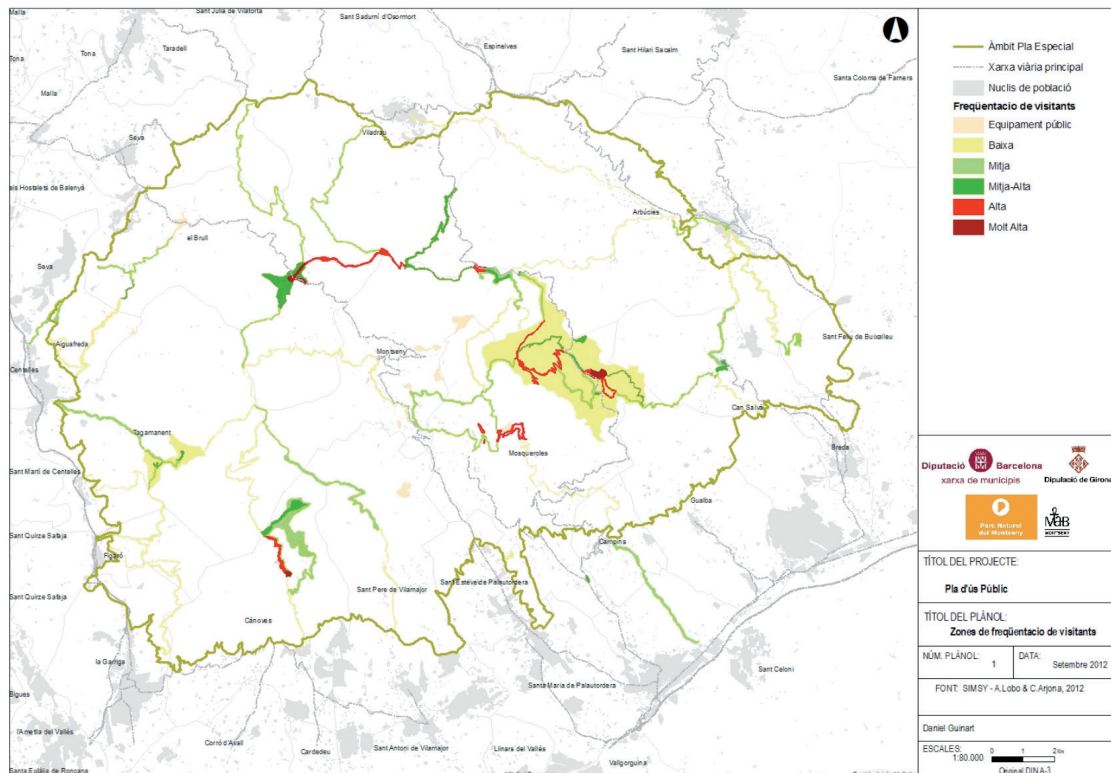 Malla
Sant Julia de Vilatorta
Sant Sadurní d'Osormort
Tona
Taradell
Espinelves
Sant Hilari Sacalm
Tona
Santa Coloma de Farners
Malla
Seva
Viladrau
els Hostalets de Balenyà
Arbúcies
el Brull
Seva
Aiguafreda
Montseny
Sant Feliu de Buixalleu
Centelles
Can Salva
Tagamanent
Mosqueroles
Breda
Sant Martí de Centelles
Gualba
Sant Quirze Safaja
Campins
Figaró
Sant Esteve de Palautordera
Sant Quirze Safaja
Sant Pere de Vilamajor
Cànoves
la Garriga
Sant Celoni
Bigues
Santa Maria de Palautordera
l'Ametlla del Vallès
Corró d'Avall
Cardedeu
Sant Antoni de Vilamajor
Llinars del Vallès
Vallgorguina
Santa Eulàlia de Ronçana
Àmbit Pla Especial
Xarxa viària principal
Nuclis de població
Freqüentacio de visitants
Equipament públic
Baixa
Mitja
Mitja-Alta
Alta
Molt Alta
Diputació Barcelona
xarxa de municipis
Diputació de Girona
Parc Natural
del Montseny
MaB
MONTSENY
TÍTOL DEL PROJECTE:
Pla d'ús Públic
TÍTOL DEL PLÀNOL:
Zones de freqüentacio de visitants
NÚM. PLÀNOL: 1
DATA: Setembre 2012
FONT: SIMSY - A.Lobo & C.Arjona, 2012
Daniel Guinart
ESCALES:
1:80.000
0 1 2 Km
Original DINA-3